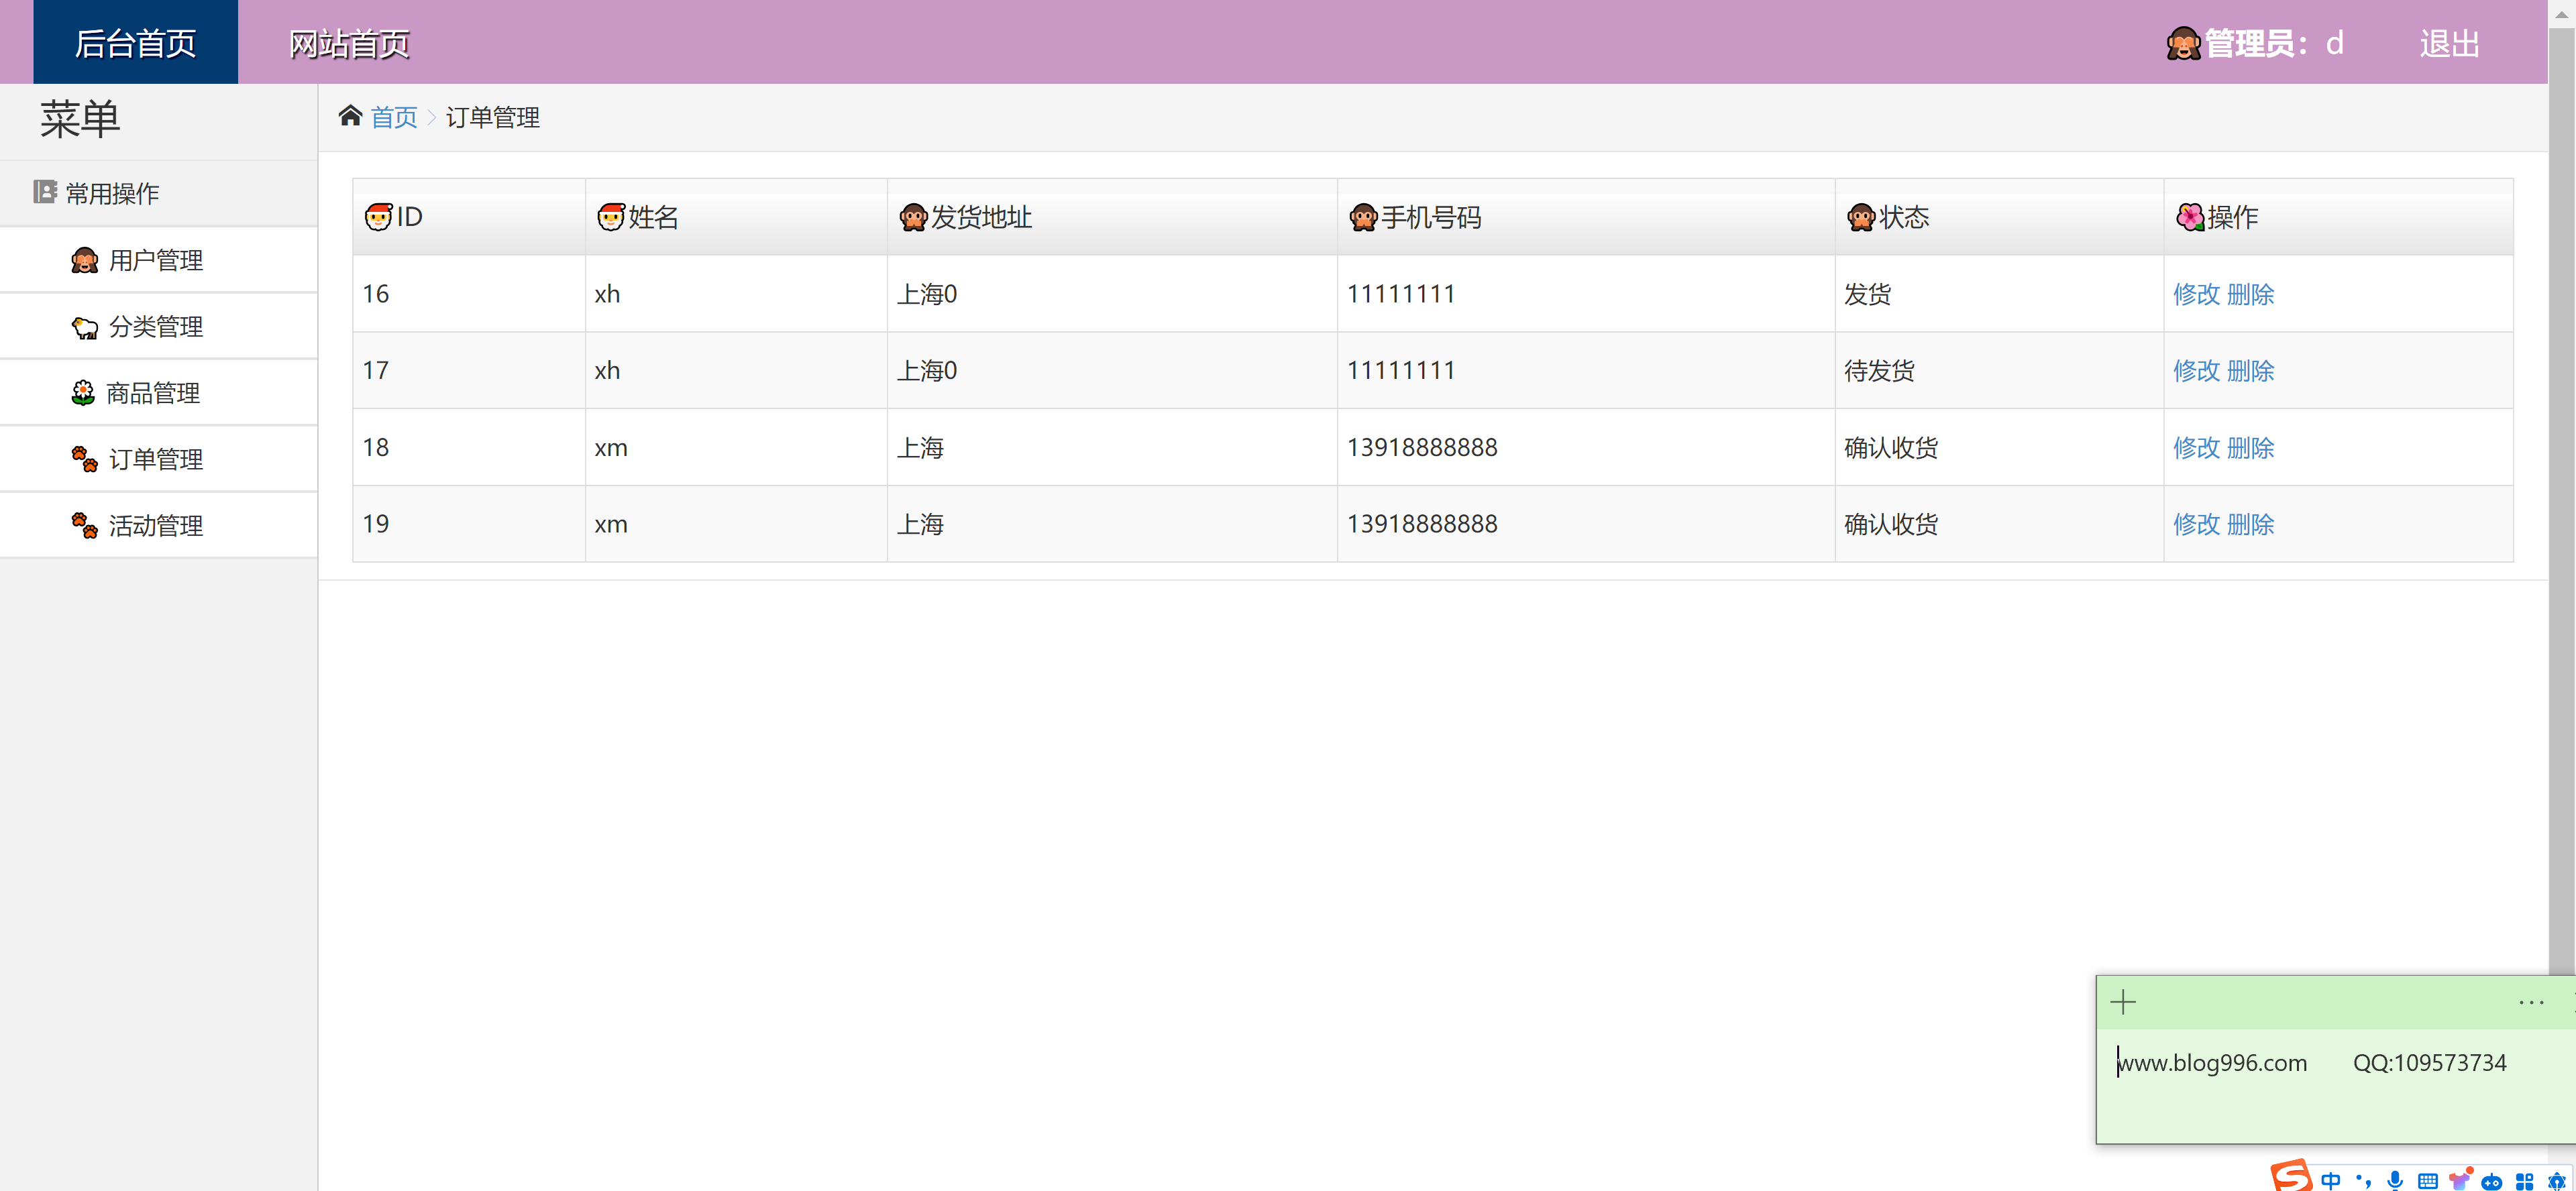 后台首页 网站首页 管理员：d 退出
菜单
首页 订单管理
常用操作
用户管理
分类管理
商品管理
订单管理
活动管理
ID 姓名 发货地址 手机号码 状态 操作
16 xh 上海0 11111111 发货 修改 删除
17 xh 上海0 11111111 待发货 修改 删除
18 xm 上海 13918888888 确认收货 修改 删除
19 xm 上海 13918888888 确认收货 修改 删除
www.blog996.com QQ:109573734
中